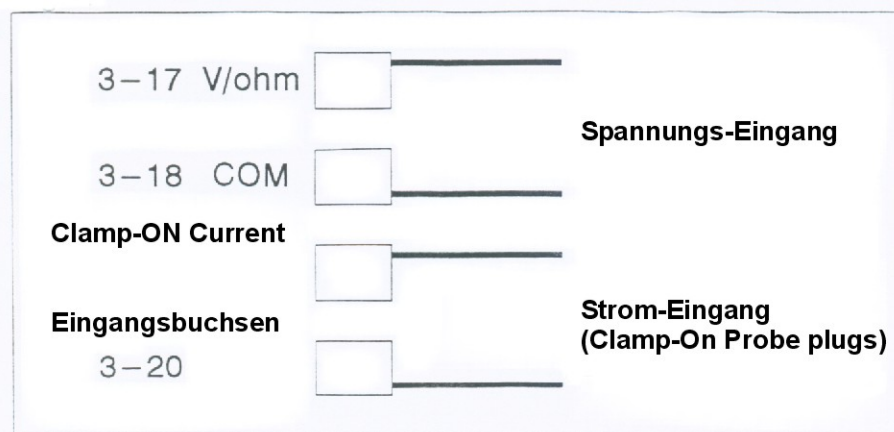 3-17 V/ohm
Spannungs-Eingang
3-18 COM
Clamp-ON Current
Eingangsbuchsen
Strom-Eingang
(Clamp-On Probe plugs)
3-20